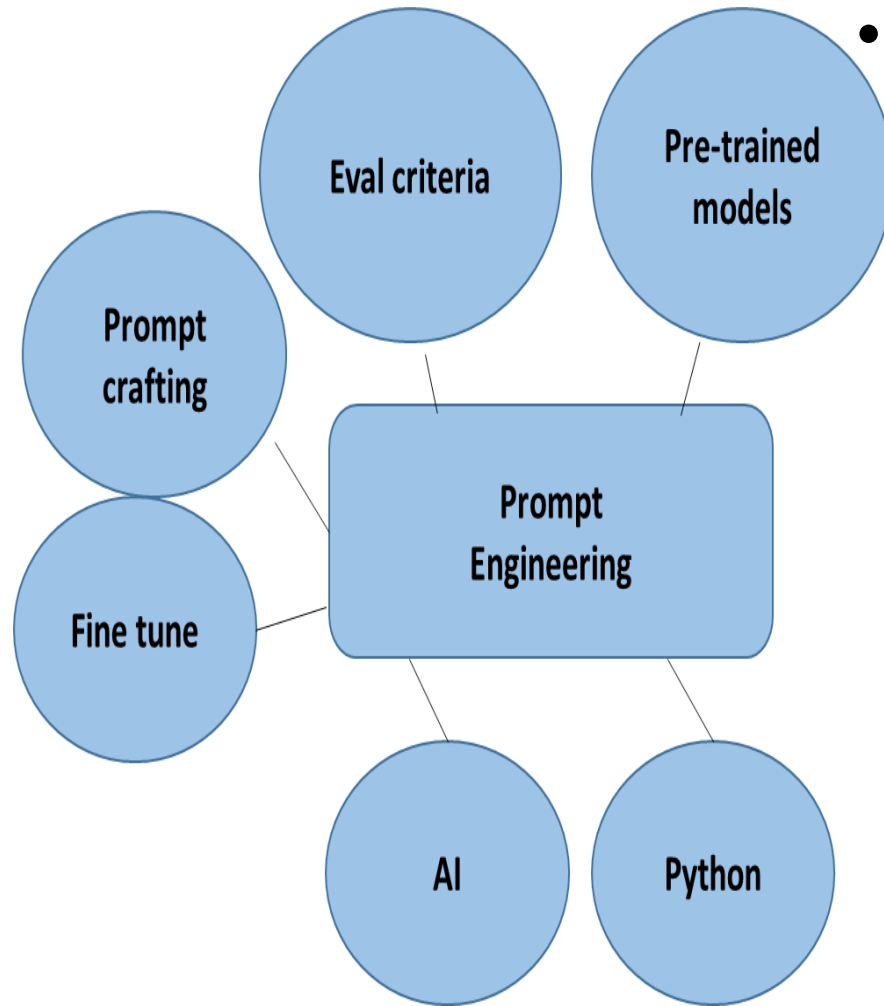 Eval criteria
Pre-trained
models
Prompt
crafting
Prompt
Engineering
Fine tune
AI
Python